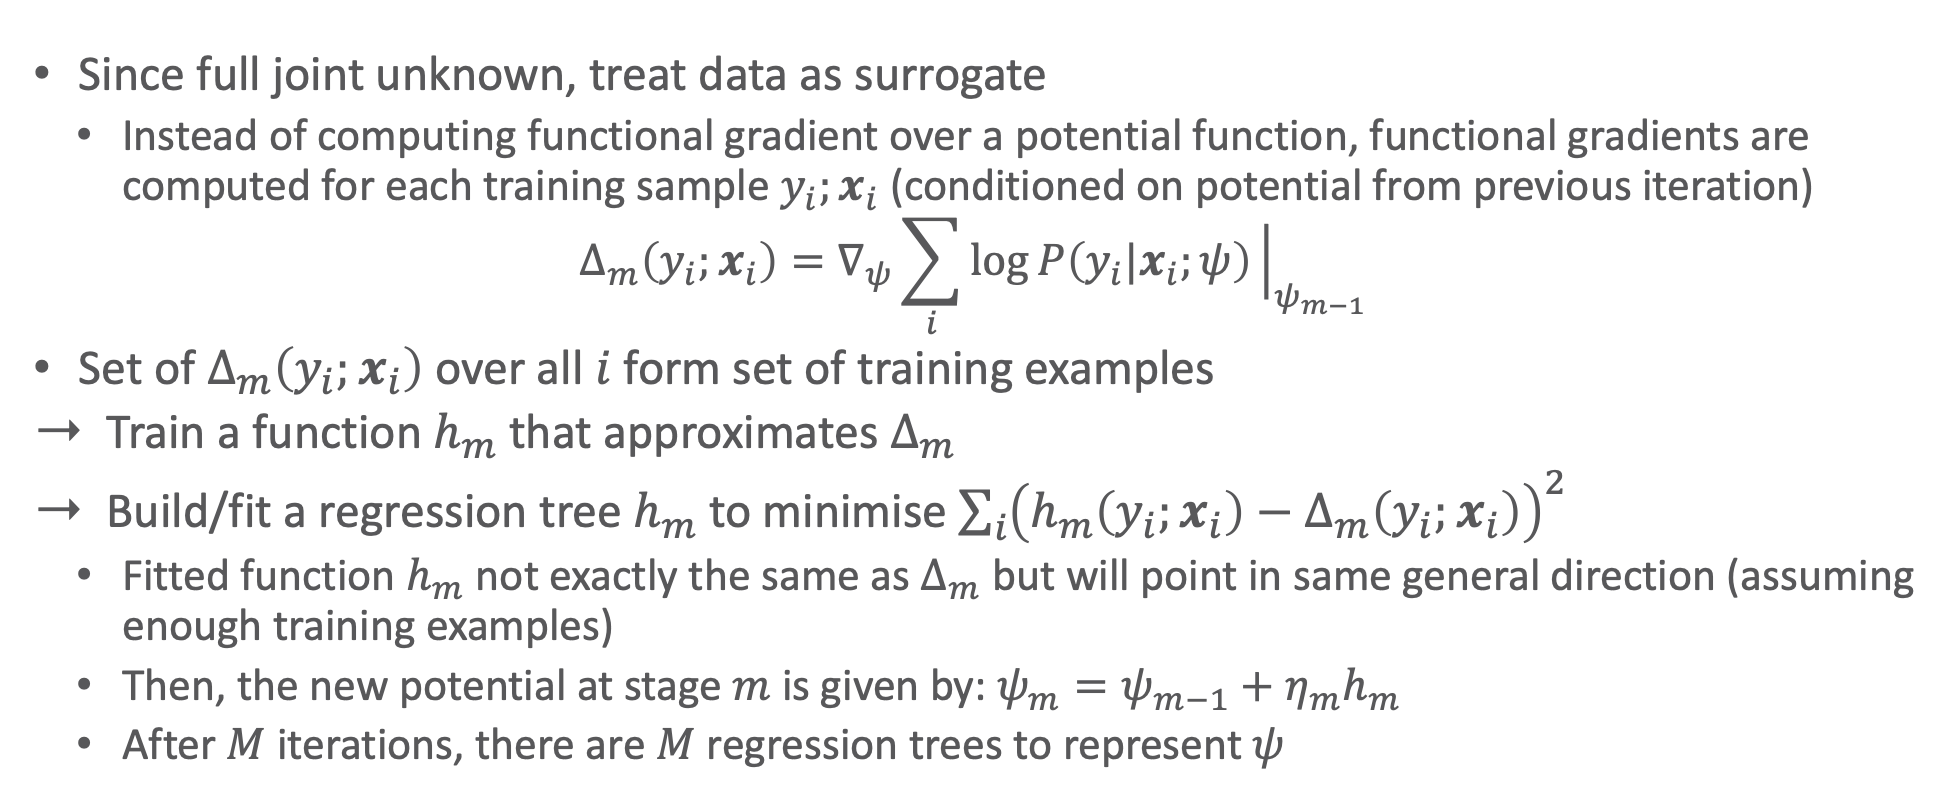 • Since full joint unknown, treat data as surrogate
• Instead of computing functional gradient over a potential function, functional gradients are
computed for each training sample yᵢ; 𝒙ᵢ (conditioned on potential from previous iteration)
Δₘ(yᵢ; 𝒙ᵢ) = ∇_ψ ∑_i log P(yᵢ|𝒙ᵢ; ψ) |_ψₘ₋₁
• Set of Δₘ(yᵢ; 𝒙ᵢ) over all i form set of training examples
→ Train a function hₘ that approximates Δₘ
→ Build/fit a regression tree hₘ to minimise ∑ᵢ(hₘ(yᵢ; 𝒙ᵢ) − Δₘ(yᵢ; 𝒙ᵢ))²
• Fitted function hₘ not exactly the same as Δₘ but will point in same general direction (assuming
enough training examples)
• Then, the new potential at stage m is given by: ψₘ = ψₘ₋₁ + ηₘhₘ
• After M iterations, there are M regression trees to represent ψ